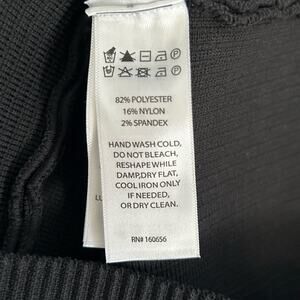 82% POLYESTER
16% NYLON
2% SPANDEX
HAND WASH COLD,
DO NOT BLEACH,
RESHAPE WHILE
DAMP,DRY FLAT,
COOL IRON ONLY
IF NEEDED,
OR DRY CLEAN.
RN# 160656